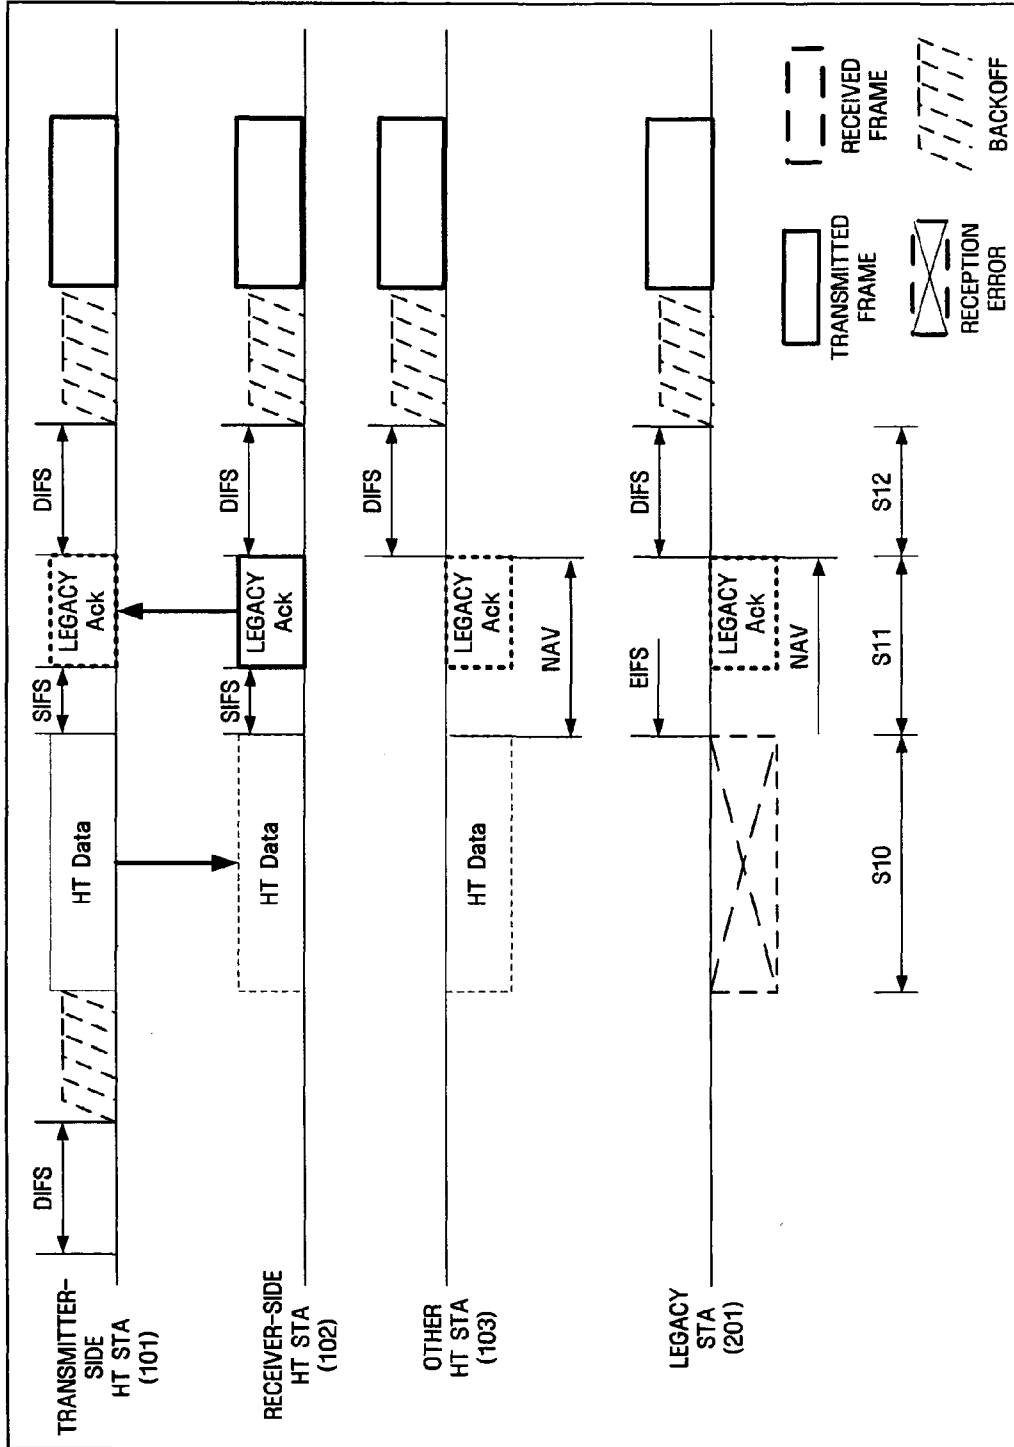 TRANSMITTER-
SIDE
HT STA
(101)
DIFS
HT Data
SIFS
LEGACY
Ack
DIFS
RECEIVER-SIDE
HT STA
(102)
HT Data
SIFS
LEGACY
Ack
DIFS
OTHER
HT STA
(103)
HT Data
LEGACY
Ack
NAV
DIFS
LEGACY
STA
(201)
EIFS
LEGACY
Ack
NAV
DIFS
S10
S11
S12
TRANSMITTED
FRAME
RECEIVED
FRAME
RECEPTION
ERROR
BACKOFF